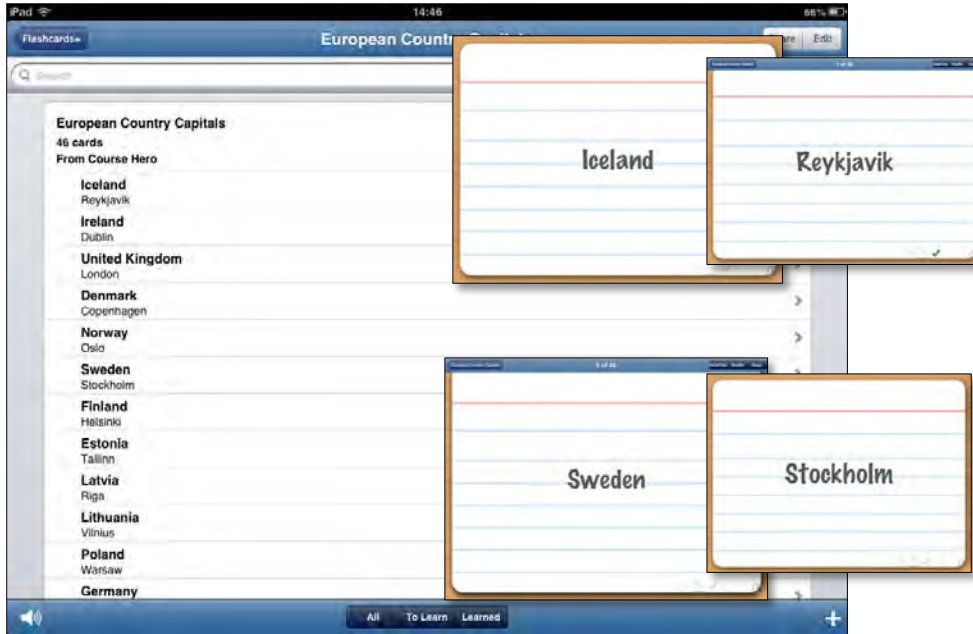 iPad
14:46
66%
Flashcards
European Country
Edit
Search
European Country Capitals
46 cards
From Course Hero
Iceland
Reykjavik
Ireland
Dublin
United Kingdom
London
Denmark
Copenhagen
Norway
Oslo
Sweden
Stockholm
Finland
Helsinki
Estonia
Tallinn
Latvia
Riga
Lithuania
Vilnius
Poland
Warsaw
Germany
All To Learn Learned
Iceland
Reykjavik
Sweden
Stockholm